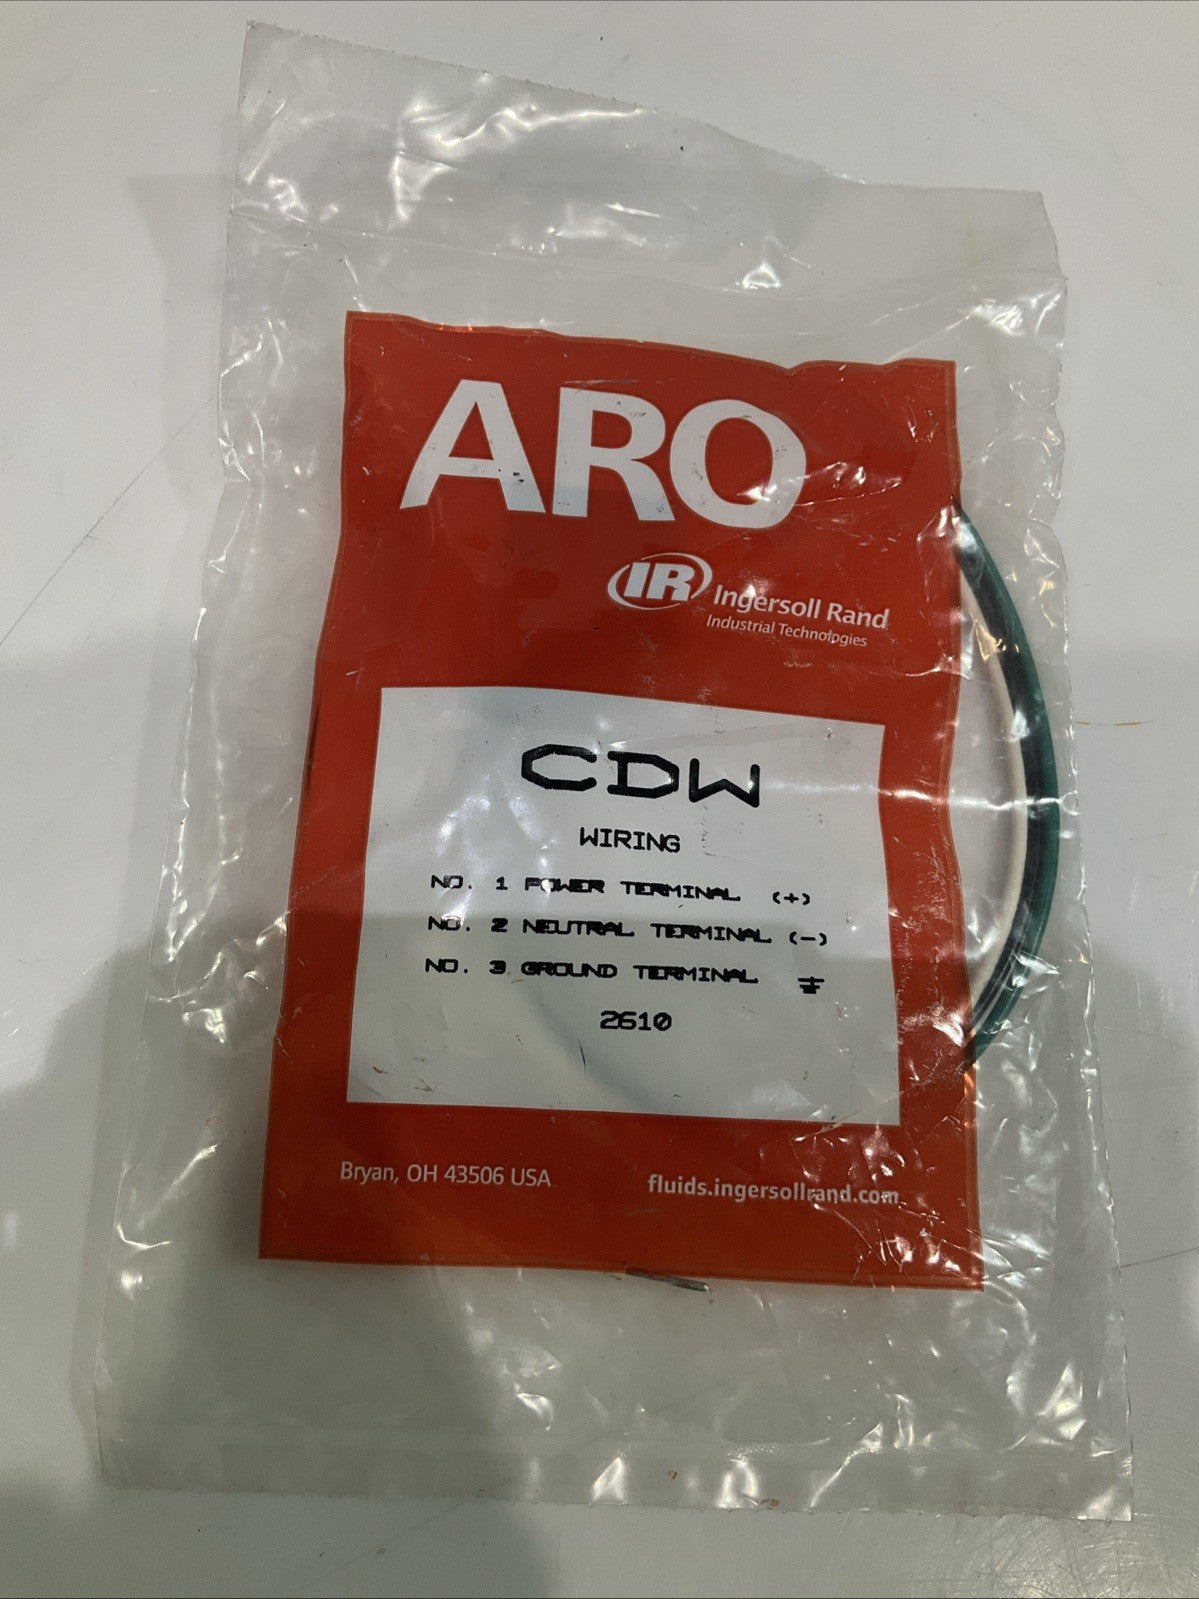 ARO
IR Ingersoll Rand
Industrial Technologies
CDW
WIRING
NO. 1 POWER TERMINAL (+)
NO. 2 NEUTRAL TERMINAL (-)
NO. 3 GROUND TERMINAL ⏚
2610
Bryan, OH 43506 USA
fluids.ingersollrand.com